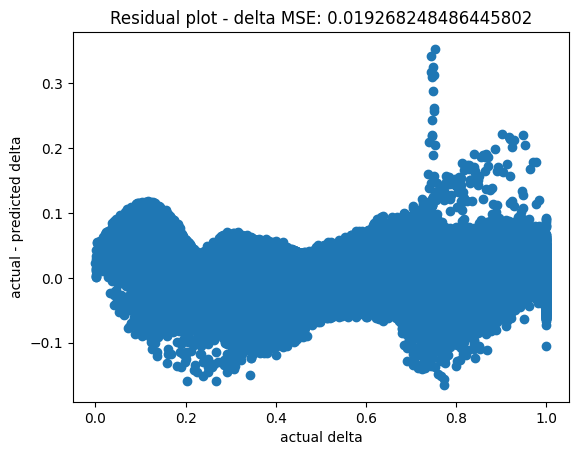 Residual plot - delta MSE: 0.019268248486445802
actual - predicted delta
0.3
0.2
0.1
0.0
−0.1
0.0 0.2 0.4 0.6 0.8 1.0
actual delta